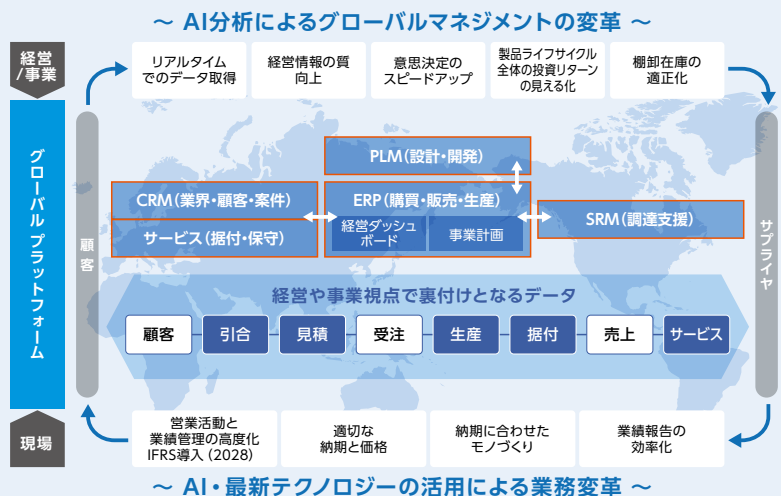 ～ AI分析によるグローバルマネジメントの変革 ～
経営
/事業
リアルタイム
でのデータ取得
経営情報の質
向上
意思決定の
スピードアップ
製品ライフサイクル
全体の投資リターン
の見える化
棚卸在庫の
適正化
グローバル プラットフォーム
顧客
サプライヤ
PLM（設計・開発）
CRM（業界・顧客・案件）
サービス（据付・保守）
ERP（購買・販売・生産）
経営ダッシュ
ボード
事業計画
SRM（調達支援）
経営や事業視点で裏付けとなるデータ
顧客
引合
見積
受注
生産
据付
売上
サービス
現場
営業活動と
業績管理の高度化
IFRS導入（2028）
適切な
納期と価格
納期に合わせた
モノづくり
業績報告の
効率化
～ AI・最新テクノロジーの活用による業務変革 ～